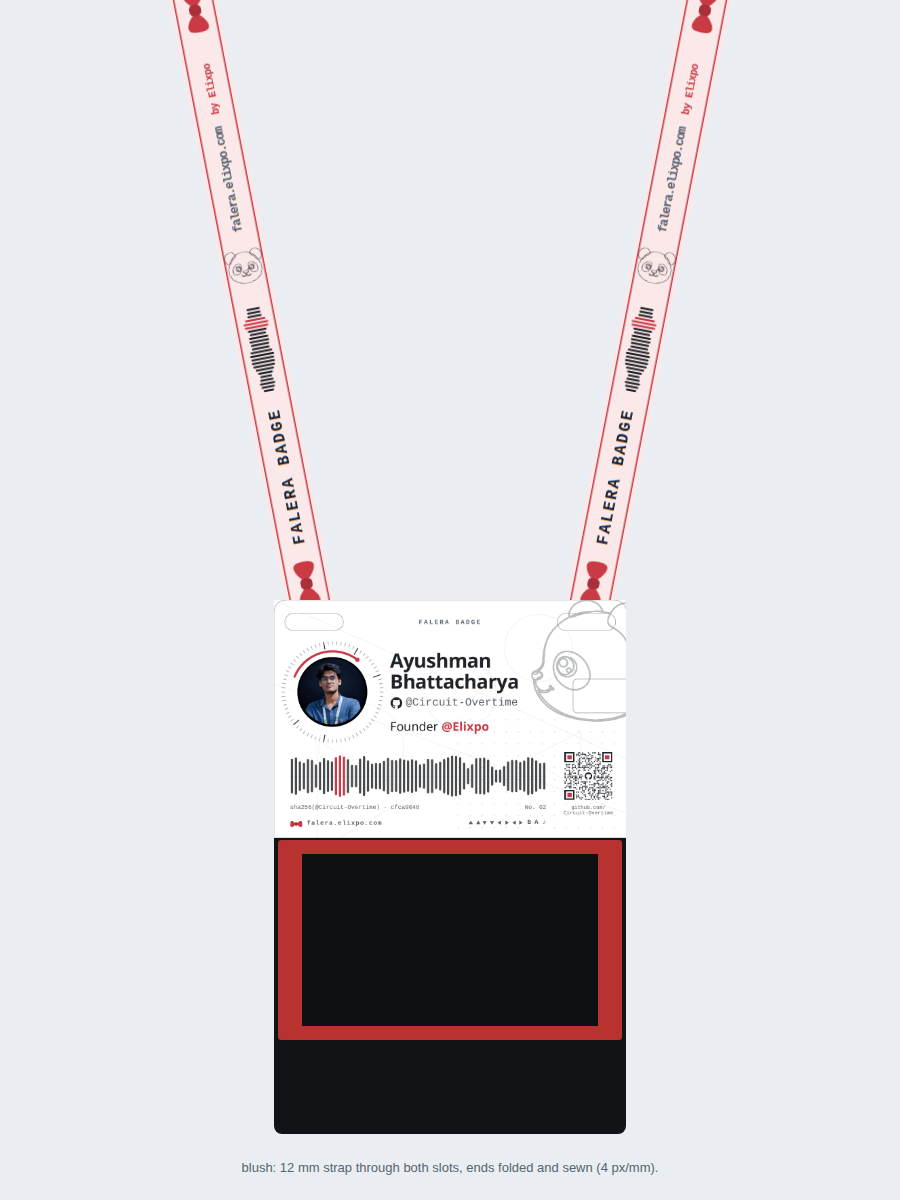 by Elixpo
by Elixpo
falera.elixpo.com
falera.elixpo.com
FALERA BADGE
FALERA BADGE
FALERA BADGE
Ayushman
Bhattacharya
@Circuit-Overtime
Founder @Elixpo
sha256(@Circuit-Overtime) - cfca9048
No. 02
github.com/
Circuit-Overtime
falera.elixpo.com
▲ ▲ ▼ ▼ ◀ ▶ ◀ ▶ B A ♪
blush: 12 mm strap through both slots, ends folded and sewn (4 px/mm).